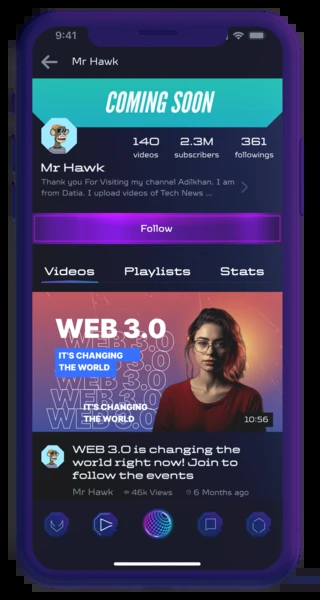 9:41
Mr Hawk
COMING SOON
140 2.3M 361
videos subscribers followings
Mr Hawk
Thank you For Visiting my channel Adilkhan. I am
from Datia. I upload videos of Tech News ...
Follow
Videos Playlists Stats
WEB 3.0
WEB 3.0
IT'S CHANGING
THE WORLD
WEB 3.0
WEB 3.0
IT'S CHANGING
THE WORLD
WEB 3.0
10:56
WEB 3.0 is changing the
world right now! Join to
follow the events
Mr Hawk 46k Views 6 Months ago